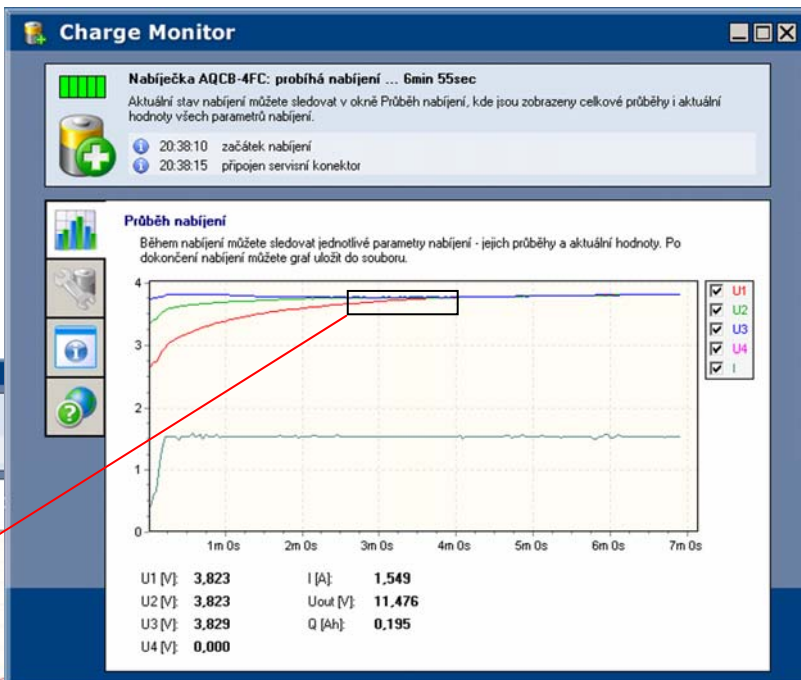 Charge Monitor
Nabíječka AQCB-4FC: probíhá nabíjení ... 6min 55sec
Aktuální stav nabíjení můžete sledovat v okně Průběh nabíjení, kde jsou zobrazeny celkové průběhy i aktuální
hodnoty všech parametrů nabíjení.
20:38:10 začátek nabíjení
20:38:15 připojen servisní konektor
Průběh nabíjení
Během nabíjení můžete sledovat jednotlivé parametry nabíjení - jejich průběhy a aktuální hodnoty. Po
dokončení nabíjení můžete graf uložit do souboru.
4
3
2
1
0
1m 0s 2m 0s 3m 0s 4m 0s 5m 0s 6m 0s 7m 0s
U1
U2
U3
U4
I
U1 [V]: 3,823 I [A]: 1,549
U2 [V]: 3,823 Uout [V]: 11,476
U3 [V]: 3,829 Q [Ah]: 0,195
U4 [V]: 0,000